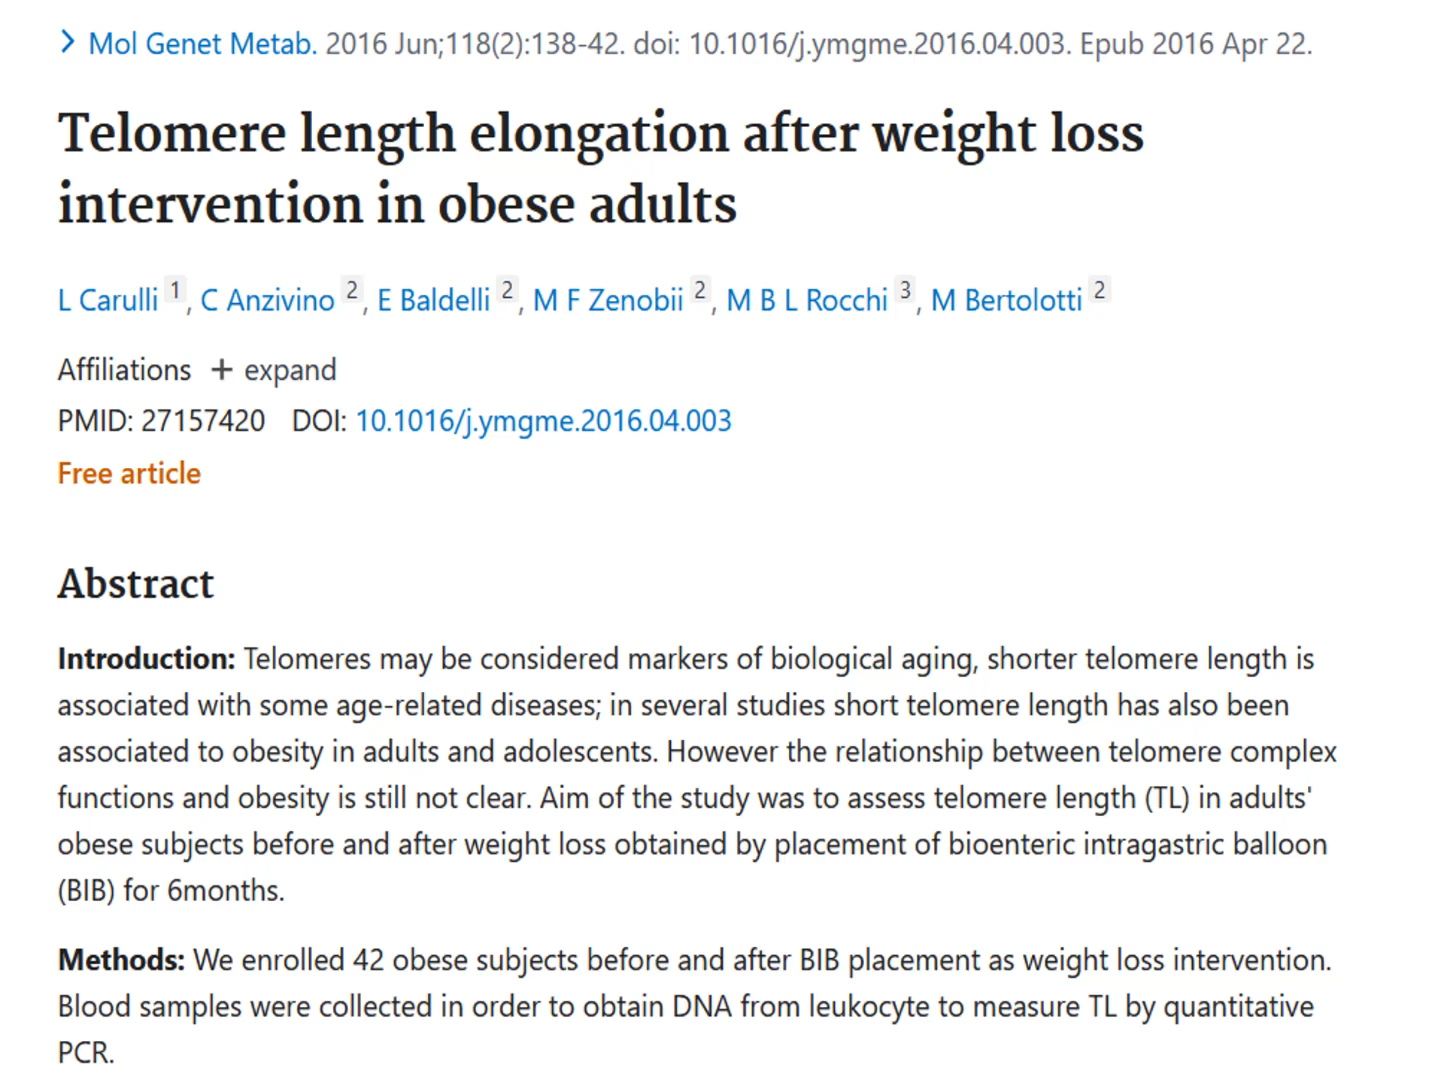 > Mol Genet Metab. 2016 Jun;118(2):138-42. doi: 10.1016/j.ymgme.2016.04.003. Epub 2016 Apr 22.
Telomere length elongation after weight loss
intervention in obese adults
L Carulli 1, C Anzivino 2, E Baldelli 2, M F Zenobii 2, M B L Rocchi 3, M Bertolotti 2
Affiliations + expand
PMID: 27157420 DOI: 10.1016/j.ymgme.2016.04.003
Free article
Abstract
Introduction: Telomeres may be considered markers of biological aging, shorter telomere length is
associated with some age-related diseases; in several studies short telomere length has also been
associated to obesity in adults and adolescents. However the relationship between telomere complex
functions and obesity is still not clear. Aim of the study was to assess telomere length (TL) in adults'
obese subjects before and after weight loss obtained by placement of bioenteric intragastric balloon
(BIB) for 6months.
Methods: We enrolled 42 obese subjects before and after BIB placement as weight loss intervention.
Blood samples were collected in order to obtain DNA from leukocyte to measure TL by quantitative
PCR.